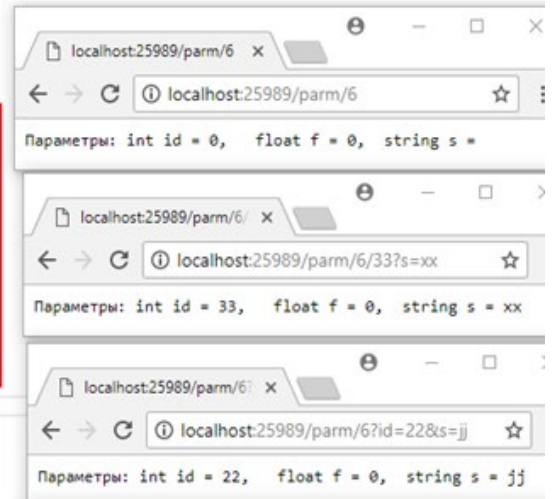 localhost:25989/parm/6
localhost:25989/parm/6
Параметры: int id = 0, float f = 0, string s =
localhost:25989/parm/6/
localhost:25989/parm/6/33?s=xx
Параметры: int id = 33, float f = 0, string s = xx
localhost:25989/parm/6?
localhost:25989/parm/6?id=22&s=jj
Параметры: int id = 22, float f = 0, string s = jj